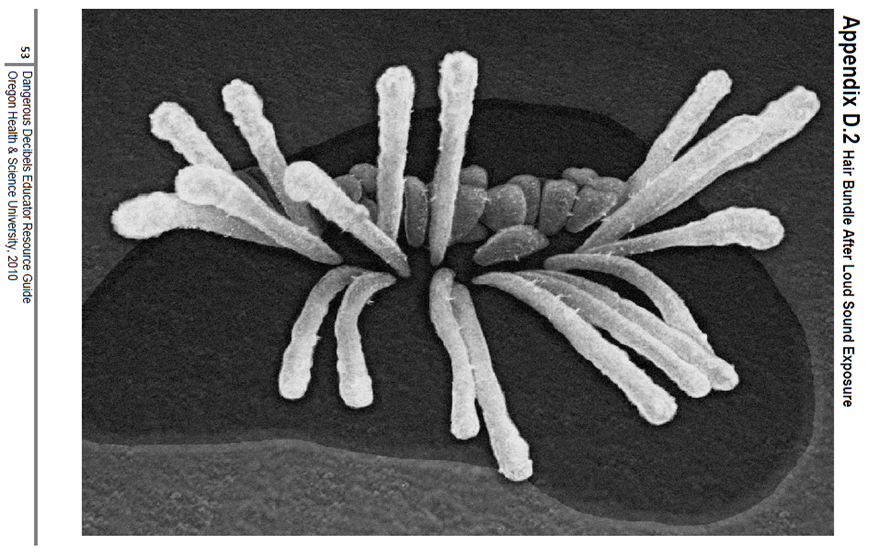 Appendix D.2 Hair Bundle After Loud Sound Exposure
53
Dangerous Decibels Educator Resource Guide
Oregon Health & Science University, 2010